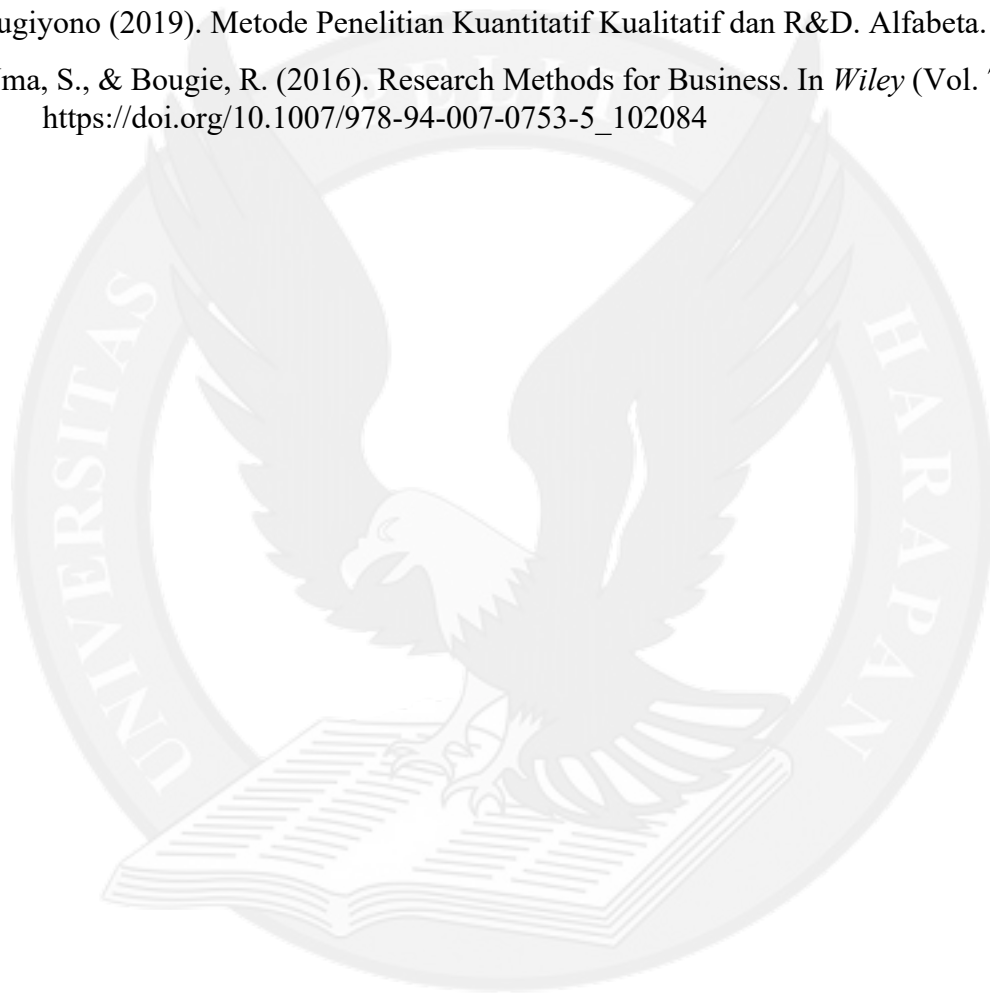 ugiyono (2019). Metode Penelitian Kuantitatif Kualitatif dan R&D. Alfabeta.
ma, S., & Bougie, R. (2016). Research Methods for Business. In Wiley (Vol.
https://doi.org/10.1007/978-94-007-0753-5_102084
UNIVERSITAS
HARAPAN